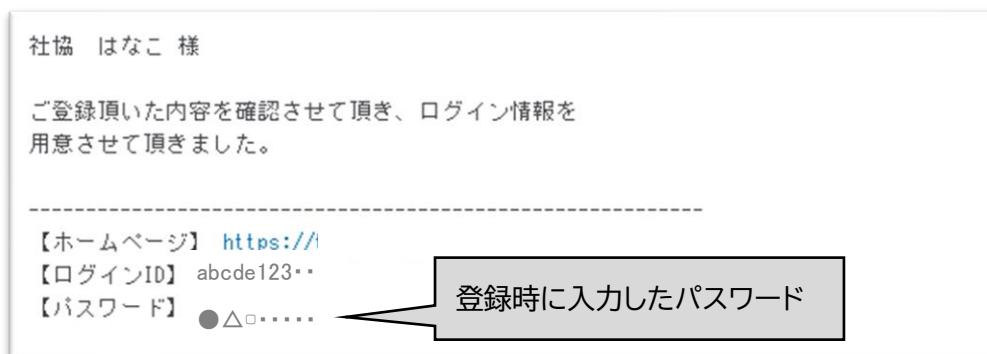 社協　はなこ 様
ご登録頂いた内容を確認させて頂き、ログイン情報を
用意させて頂きました。
------------------------------------------------------------
【ホームページ】 https://
【ログインID】 abcde123・・
【パスワード】 ●△□・・・・・
登録時に入力したパスワード